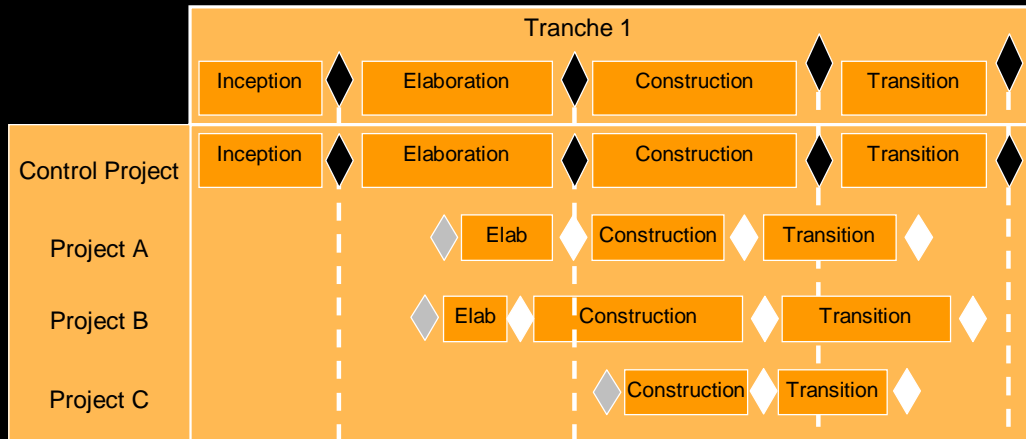 Tranche 1
Inception Elaboration Construction Transition
Control Project Inception Elaboration Construction Transition
Project A Elab Construction Transition
Project B Elab Construction Transition
Project C Construction Transition